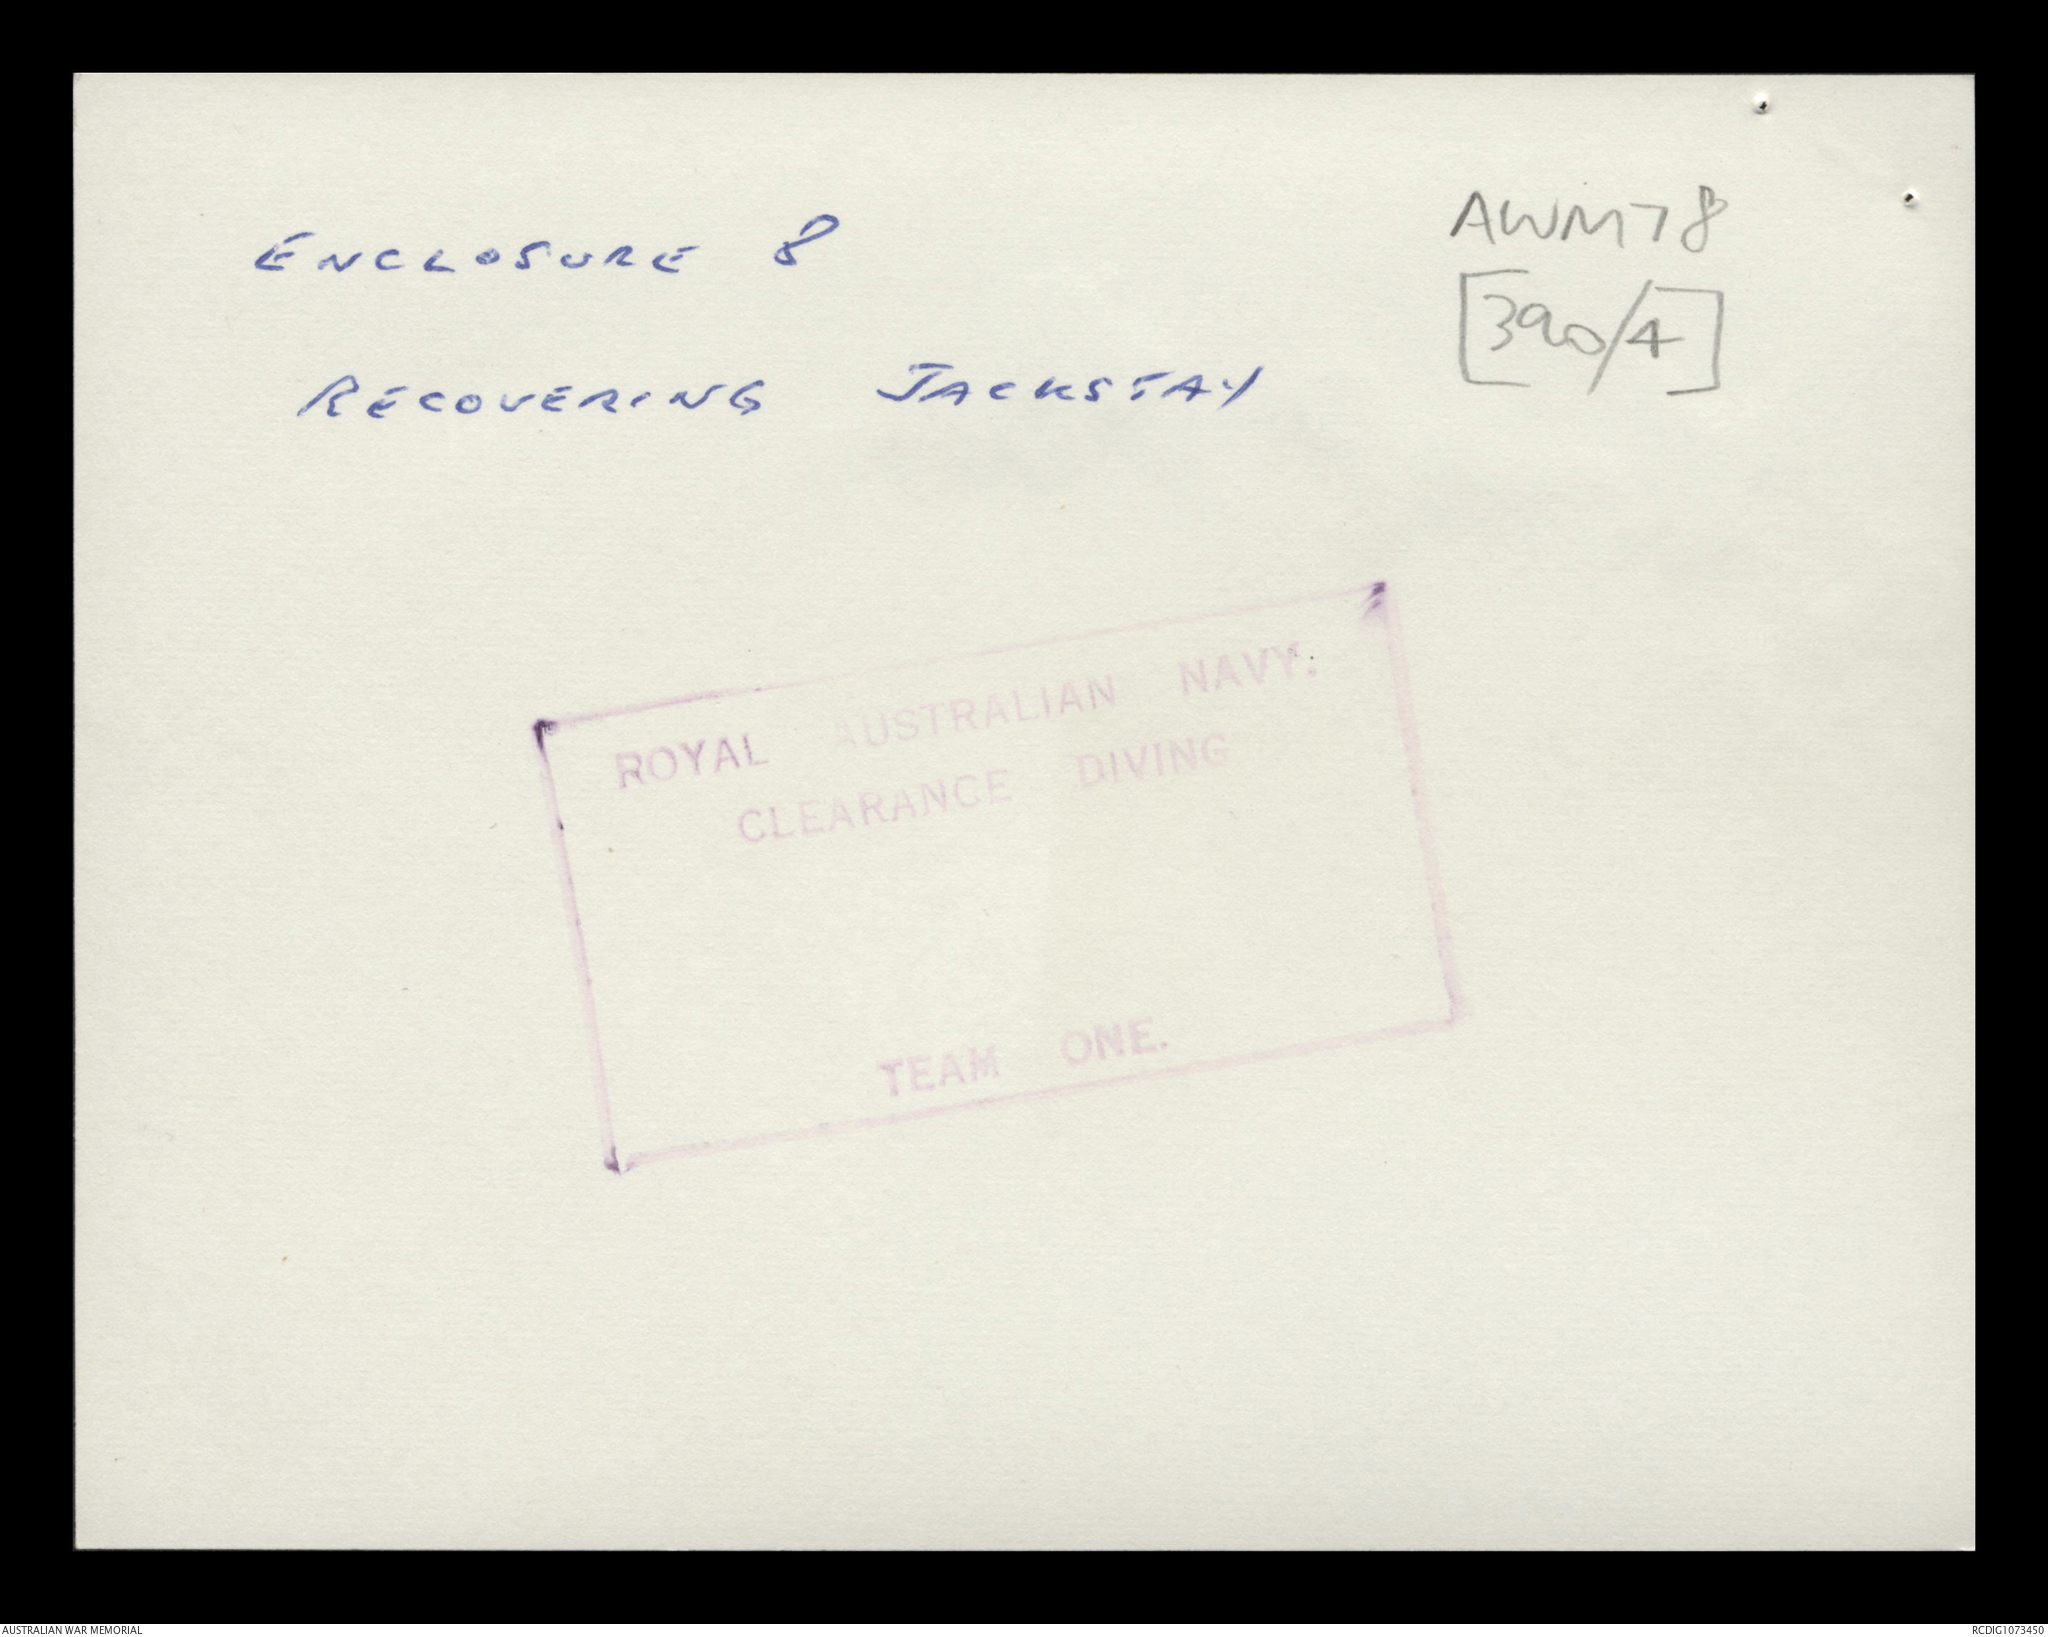 ENCLOSURE 8
AWM78
[390/4]
RECOVERING JACKSTAY
ROYAL AUSTRALIAN NAVY.
CLEARANCE DIVING
TEAM ONE.
AUSTRALIAN WAR MEMORIAL
RCDIG1073450